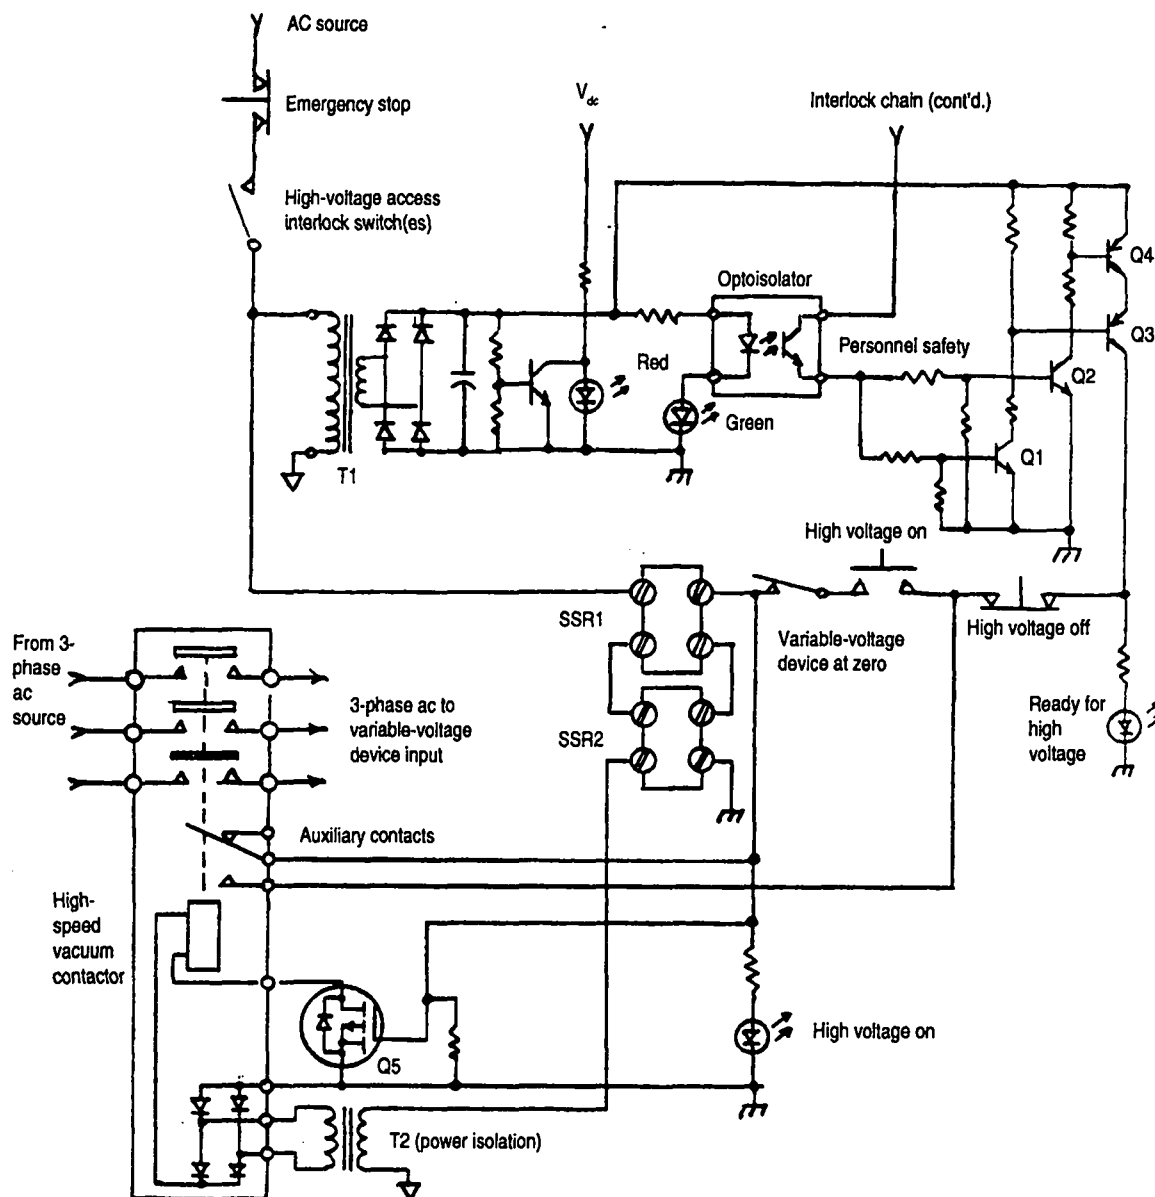 AC source
Emergency stop
High-voltage access
interlock switch(es)
V_dc
Interlock chain (cont'd.)
Optoisolator
Red
Green
Personnel safety
Q4
Q3
Q2
Q1
T1
High voltage on
High voltage off
SSR1
SSR2
Variable-voltage
device at zero
Ready for
high
voltage
From 3-
phase
ac
source
3-phase ac to
variable-voltage
device input
Auxiliary contacts
High-
speed
vacuum
contactor
Q5
High voltage on
T2 (power isolation)